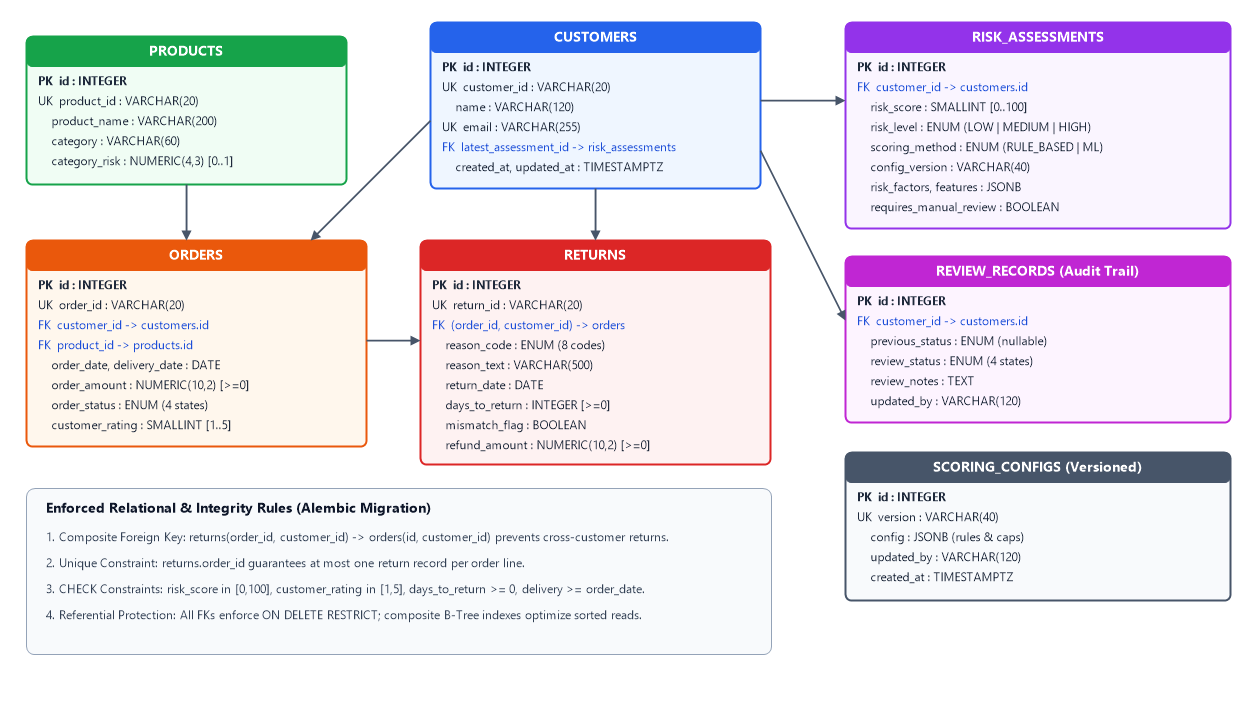 PRODUCTS
PK id : INTEGER
UK product_id : VARCHAR(20)
product_name : VARCHAR(200)
category : VARCHAR(60)
category_risk : NUMERIC(4,3) [0..1]
CUSTOMERS
PK id : INTEGER
UK customer_id : VARCHAR(20)
name : VARCHAR(120)
UK email : VARCHAR(255)
FK latest_assessment_id -> risk_assessments
created_at, updated_at : TIMESTAMPTZ
RISK_ASSESSMENTS
PK id : INTEGER
FK customer_id -> customers.id
risk_score : SMALLINT [0..100]
risk_level : ENUM (LOW | MEDIUM | HIGH)
scoring_method : ENUM (RULE_BASED | ML)
config_version : VARCHAR(40)
risk_factors, features : JSONB
requires_manual_review : BOOLEAN
ORDERS
PK id : INTEGER
UK order_id : VARCHAR(20)
FK customer_id -> customers.id
FK product_id -> products.id
order_date, delivery_date : DATE
order_amount : NUMERIC(10,2) [>=0]
order_status : ENUM (4 states)
customer_rating : SMALLINT [1..5]
RETURNS
PK id : INTEGER
UK return_id : VARCHAR(20)
FK (order_id, customer_id) -> orders
reason_code : ENUM (8 codes)
reason_text : VARCHAR(500)
return_date : DATE
days_to_return : INTEGER [>=0]
mismatch_flag : BOOLEAN
refund_amount : NUMERIC(10,2) [>=0]
REVIEW_RECORDS (Audit Trail)
PK id : INTEGER
FK customer_id -> customers.id
previous_status : ENUM (nullable)
review_status : ENUM (4 states)
review_notes : TEXT
updated_by : VARCHAR(120)
SCORING_CONFIGS (Versioned)
PK id : INTEGER
UK version : VARCHAR(40)
config : JSONB (rules & caps)
updated_by : VARCHAR(120)
created_at : TIMESTAMPTZ
Enforced Relational & Integrity Rules (Alembic Migration)
1. Composite Foreign Key: returns(order_id, customer_id) -> orders(id, customer_id) prevents cross-customer returns.
2. Unique Constraint: returns.order_id guarantees at most one return record per order line.
3. CHECK Constraints: risk_score in [0,100], customer_rating in [1,5], days_to_return >= 0, delivery >= order_date.
4. Referential Protection: All FKs enforce ON DELETE RESTRICT; composite B-Tree indexes optimize sorted reads.